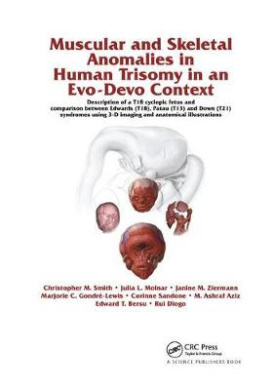 Muscular and Skeletal
Anomalies in
Human Trisomy in an
Evo-Devo Context
Description of a T18 cyclopic fetus and
comparison between Edwards (T18), Patau (T13) and Down (T21)
syndromes using 3-D imaging and anatomical illustrations
Christopher M. Smith • Julia L. Molnar • Janine M. Ziermann
Marjorie C. Gondré-Lewis • Corinne Sandone • M. Ashraf Aziz
Edward T. Bersu • Rui Diogo
CRC Press
Taylor & Francis Group
A SCIENCE PUBLISHERS BOOK